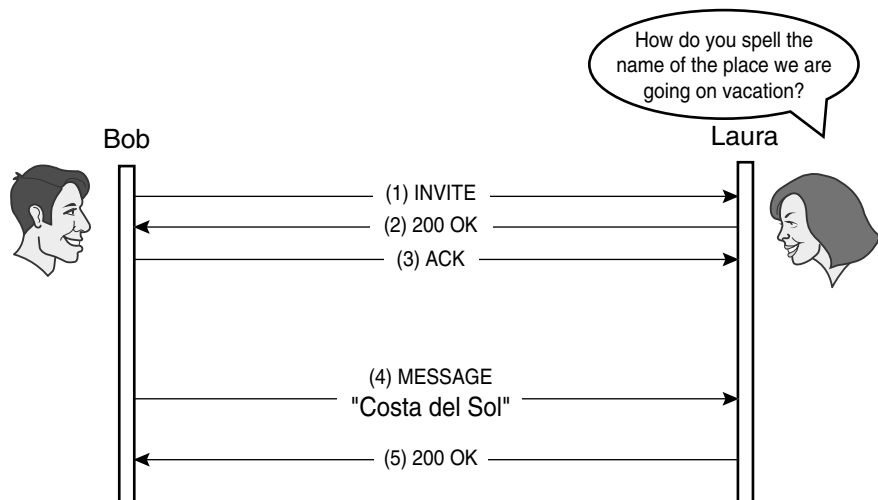 How do you spell the
name of the place we are
going on vacation?
Bob
Laura
(1) INVITE
(2) 200 OK
(3) ACK
(4) MESSAGE
"Costa del Sol"
(5) 200 OK